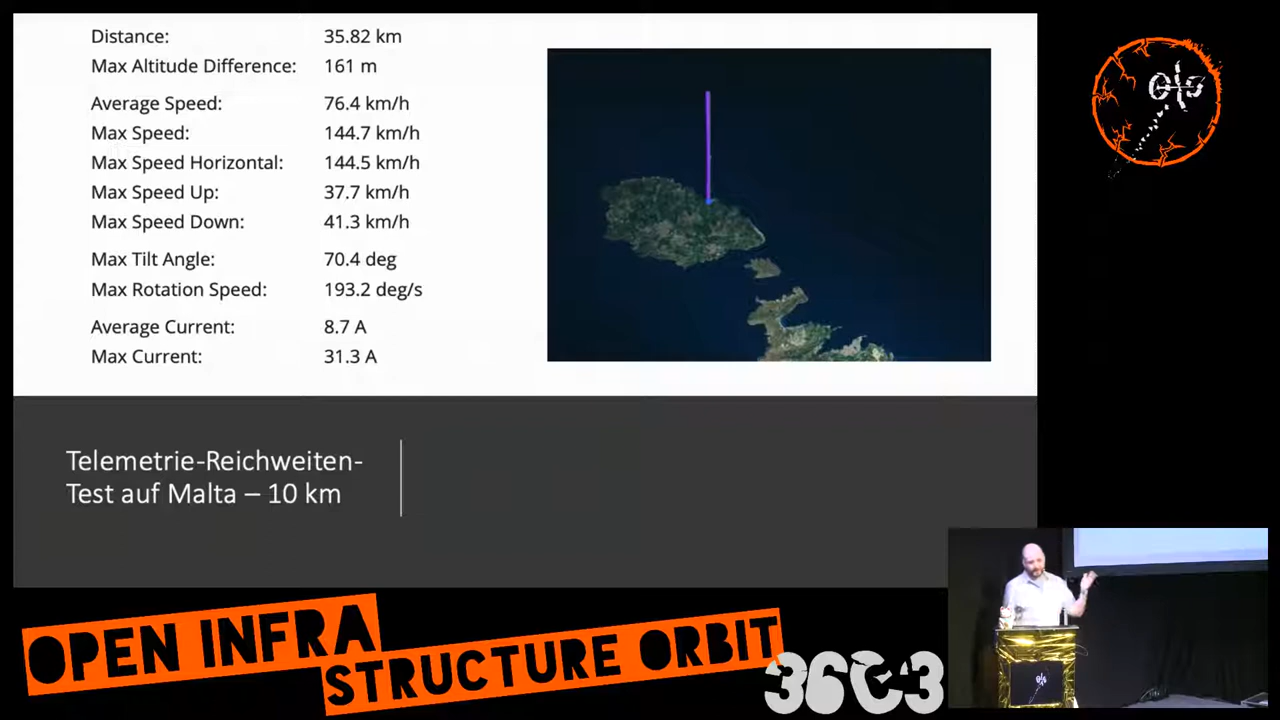 Distance: 35.82 km
Max Altitude Difference: 161 m
Average Speed: 76.4 km/h
Max Speed: 144.7 km/h
Max Speed Horizontal: 144.5 km/h
Max Speed Up: 37.7 km/h
Max Speed Down: 41.3 km/h
Max Tilt Angle: 70.4 deg
Max Rotation Speed: 193.2 deg/s
Average Current: 8.7 A
Max Current: 31.3 A
Telemetrie-Reichweiten-
Test auf Malta – 10 km
OPEN INFRA
STRUCTURE ORBIT
36C3